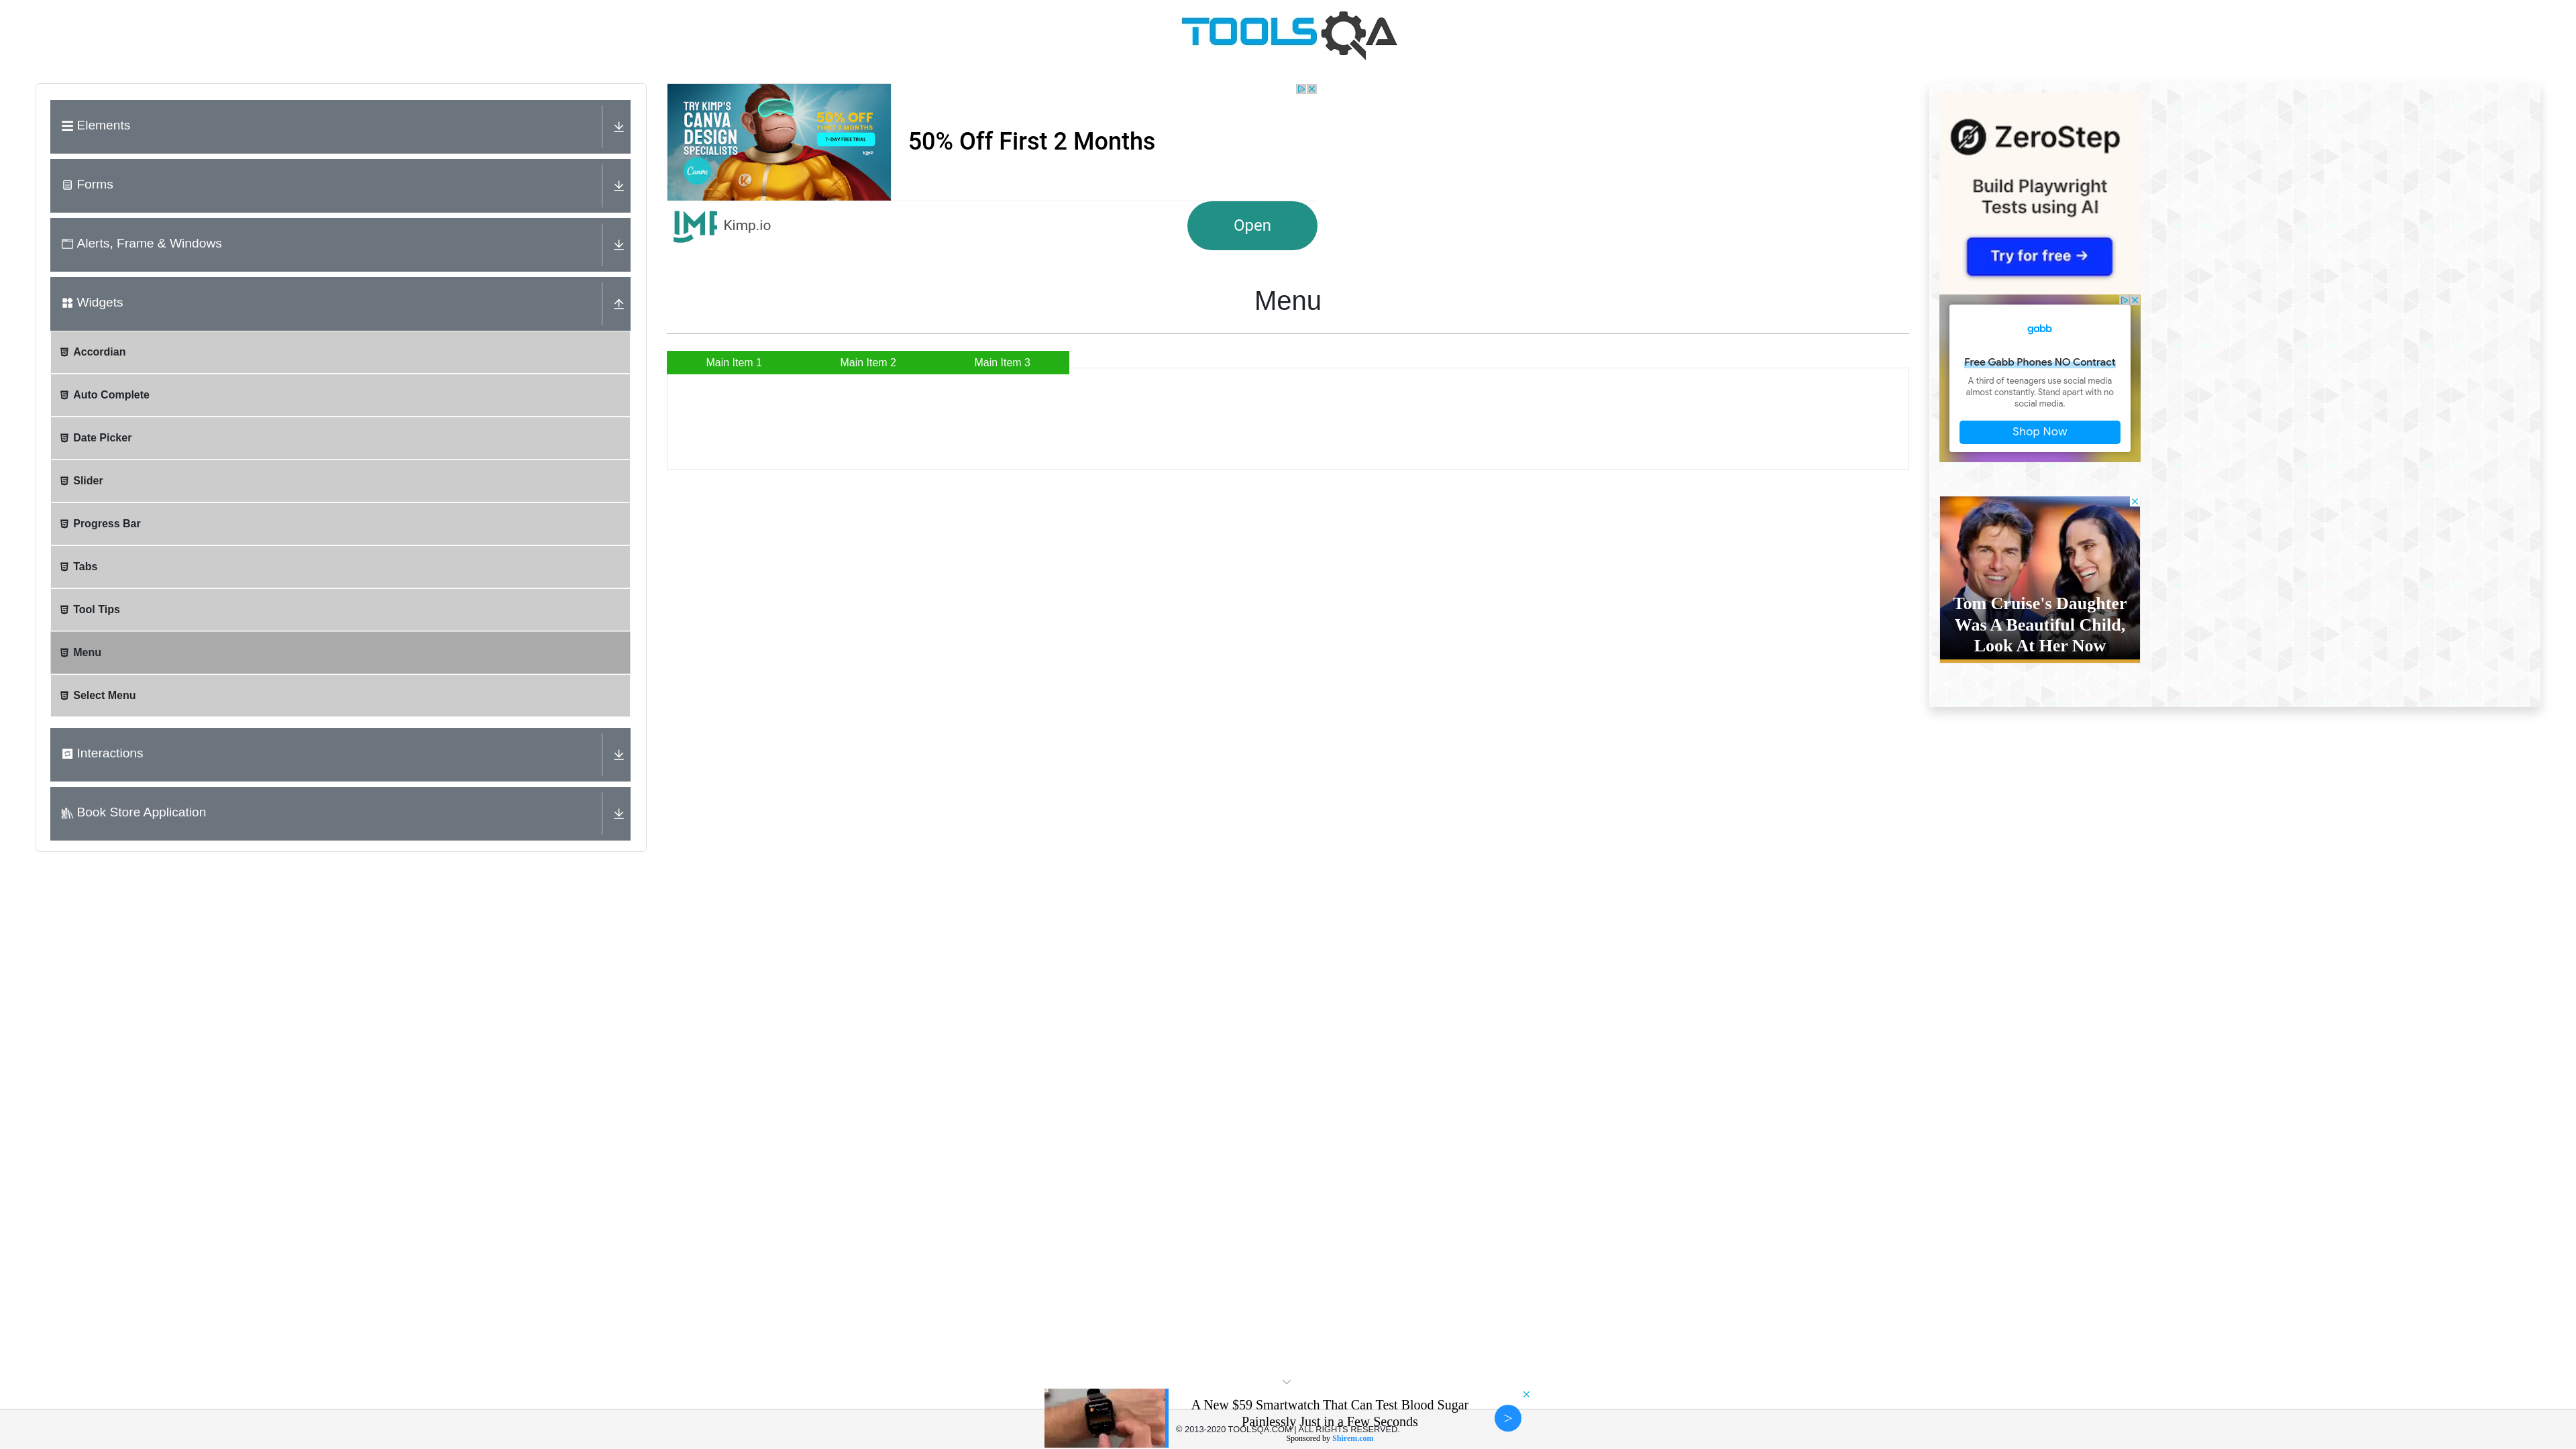 TOOLSQA
Elements
Forms
Alerts, Frame & Windows
Widgets
Accordian
Auto Complete
Date Picker
Slider
Progress Bar
Tabs
Tool Tips
Menu
Select Menu
Interactions
Book Store Application
TRY KIMP'S
CANVA
DESIGN
SPECIALISTS
Canva
50% OFF
FIRST 2 MONTHS
7-DAY FREE TRIAL
KIMP
K
50% Off First 2 Months
Kimp.io
Open
Menu
Main Item 1
Main Item 2
Main Item 3
ZeroStep
Build Playwright
Tests using AI
Try for free →
gabb
Free Gabb Phones NO Contract
A third of teenagers use social media
almost constantly. Stand apart with no
social media.
Shop Now
Tom Cruise's Daughter
Was A Beautiful Child,
Look At Her Now
A New $59 Smartwatch That Can Test Blood Sugar
Painlessly Just in a Few Seconds
© 2013-2020 TOOLSQA.COM | ALL RIGHTS RESERVED.
Sponsored by Shirem.com
>